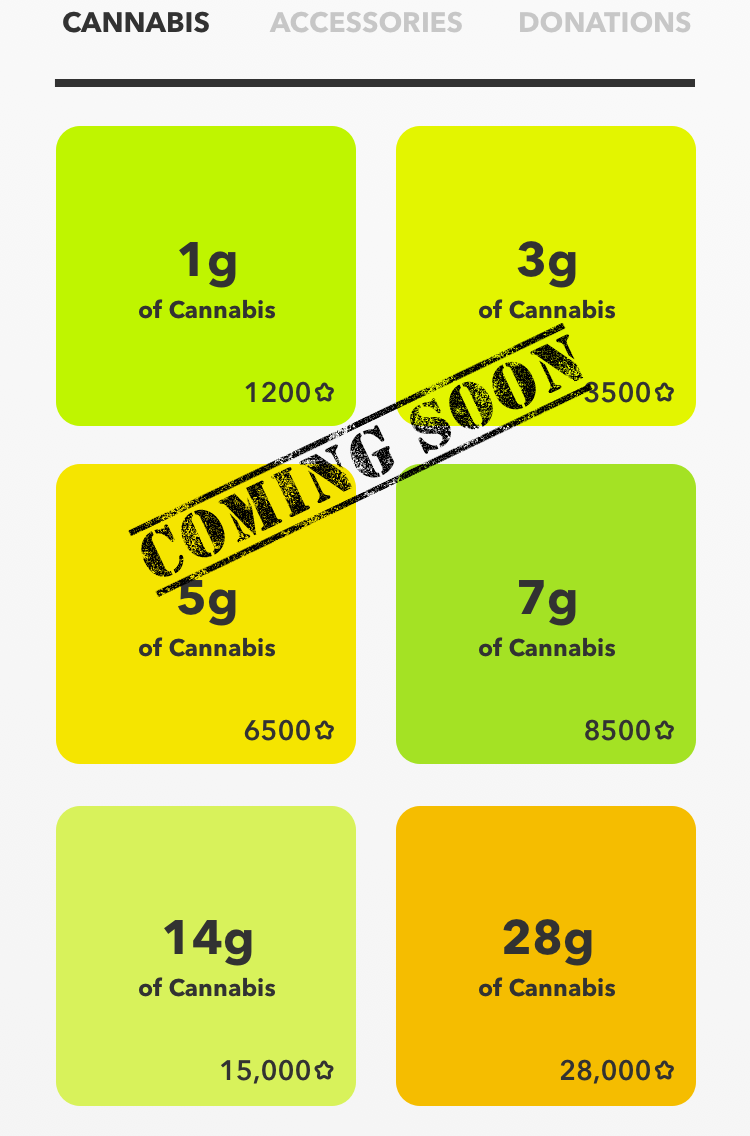 CANNABIS ACCESSORIES DONATIONS
1g
of Cannabis
1200
3g
of Cannabis
3500
COMING SOON
5g
of Cannabis
6500
7g
of Cannabis
8500
14g
of Cannabis
15,000
28g
of Cannabis
28,000